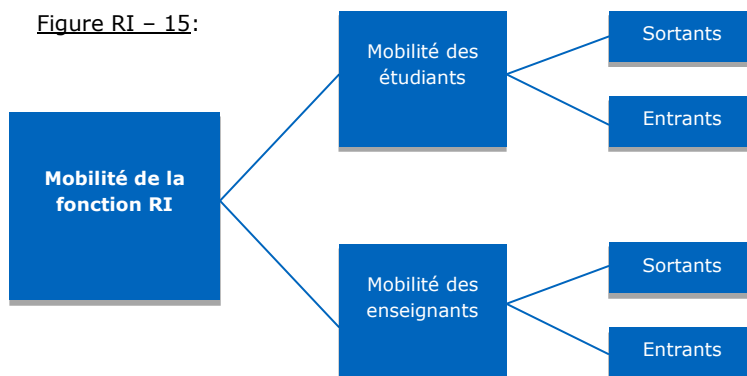 Figure RI – 15:
Mobilité de la
fonction RI
Mobilité des
étudiants
Sortants
Entrants
Mobilité des
enseignants
Sortants
Entrants